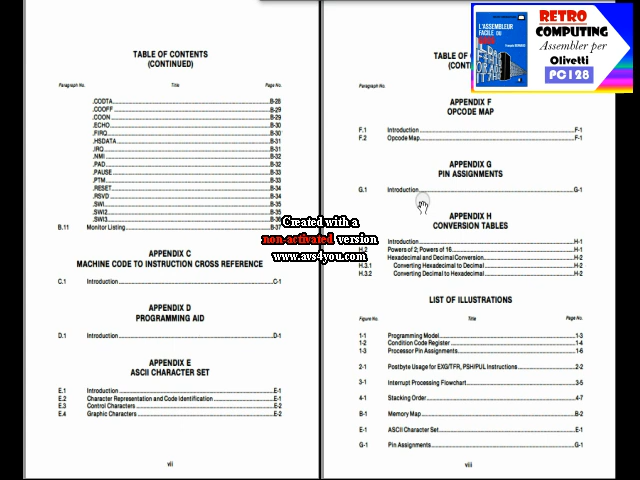 TABLE OF CONTENTS
(CONTINUED)
Paragraph No. Title Page No.
.CODTA B-28
.COOFF B-29
.COON B-29
.ECHO B-30
.FIRQ B-30
.HSDATA B-31
.IRQ B-31
.NMI B-32
.PAD B-32
.PAUSE B-33
.PTM B-33
.RESET B-34
.RSVD B-34
.SWI B-35
.SWI2 B-35
.SWI3 B-36
B.11 Monitor Listing B-37
APPENDIX C
MACHINE CODE TO INSTRUCTION CROSS REFERENCE
C.1 Introduction C-1
APPENDIX D
PROGRAMMING AID
D.1 Introduction D-1
APPENDIX E
ASCII CHARACTER SET
E.1 Introduction E-1
E.2 Character Representation and Code Identification E-1
E.3 Control Characters E-2
E.4 Graphic Characters E-2
vii
TABLE OF
(CONT
Paragraph No.
APPENDIX F
OPCODE MAP
F.1 Introduction F-1
F.2 Opcode Map F-1
APPENDIX G
PIN ASSIGNMENTS
G.1 Introduction G-1
APPENDIX H
CONVERSION TABLES
Introduction H-1
H.2 Powers of 2; Powers of 16 H-1
Hexadecimal and Decimal Conversion H-2
H.3.1 Converting Hexadecimal to Decimal H-2
H.3.2 Converting Decimal to Hexadecimal H-2
LIST OF ILLUSTRATIONS
Figure No. Title Page No.
1-1 Programming Model 1-3
1-2 Condition Code Register 1-4
1-3 Processor Pin Assignments 1-6
2-1 Postbyte Usage for EXG/TFR, PSH/PUL Instructions 2-2
3-1 Interrupt Processing Flowchart 3-5
4-1 Stacking Order 4-7
B-1 Memory Map B-2
E-1 ASCII Character Set E-1
G-1 Pin Assignments G-1
viii
L'ASSEMBLEUR
FACILE DU
RETRO
COMPUTING
Assembler per
Olivetti
PC128
Created with a
non-activated version
www.avs4you.com